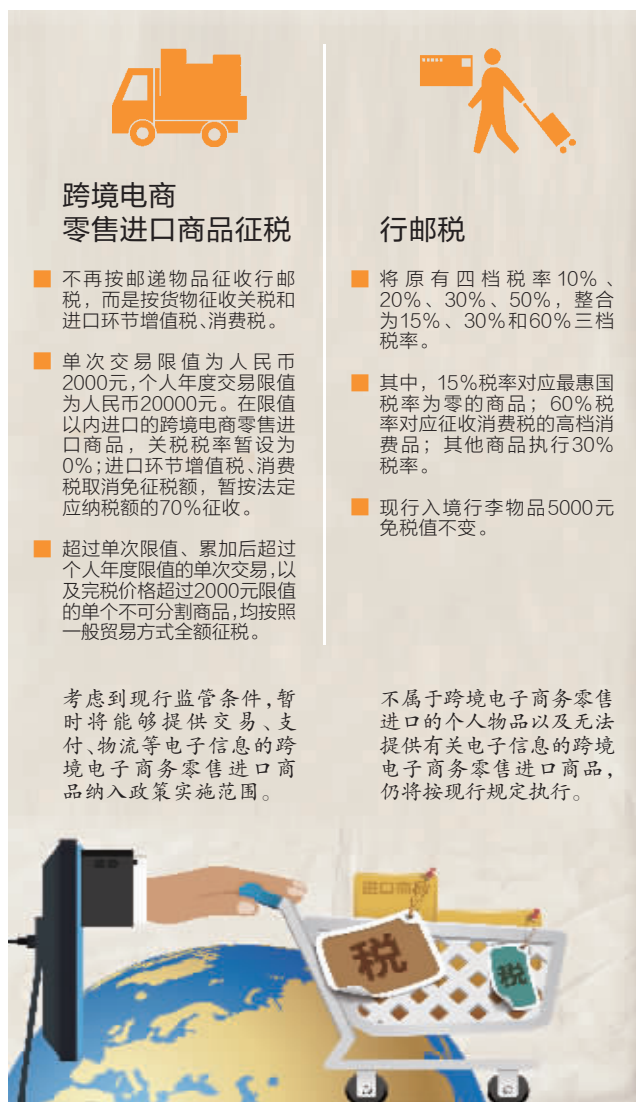 跨境电商
零售进口商品征税
不再按邮递物品征收行邮
税，而是按货物征收关税和
进口环节增值税、消费税。
单次交易限值为人民币
2000元，个人年度交易限值
为人民币20000元。在限值
以内进口的跨境电商零售进
口商品，关税税率暂设为
0%；进口环节增值税、消费
税取消免征税额，暂按法定
应纳税额的70%征收。
超过单次限值、累加后超过
个人年度限值的单次交易，以
及完税价格超过2000元限值
的单个不可分割商品，均按照
一般贸易方式全额征税。
考虑到现行监管条件，暂
时将能够提供交易、支
付、物流等电子信息的跨
境电子商务零售进口商
品纳入政策实施范围。
行邮税
将原有四档税率10%、
20%、30%、50%，整合
为15%、30%和60%三档
税率。
其中，15%税率对应最惠国
税率为零的商品；60%税
率对应征收消费税的高档消
费品；其他商品执行30%
税率。
现行入境行李物品5000元
免税值不变。
不属于跨境电子商务零售
进口的个人物品以及无法
提供有关电子信息的跨境
电子商务零售进口商品，
仍将按现行规定执行。
进口商品
税
税